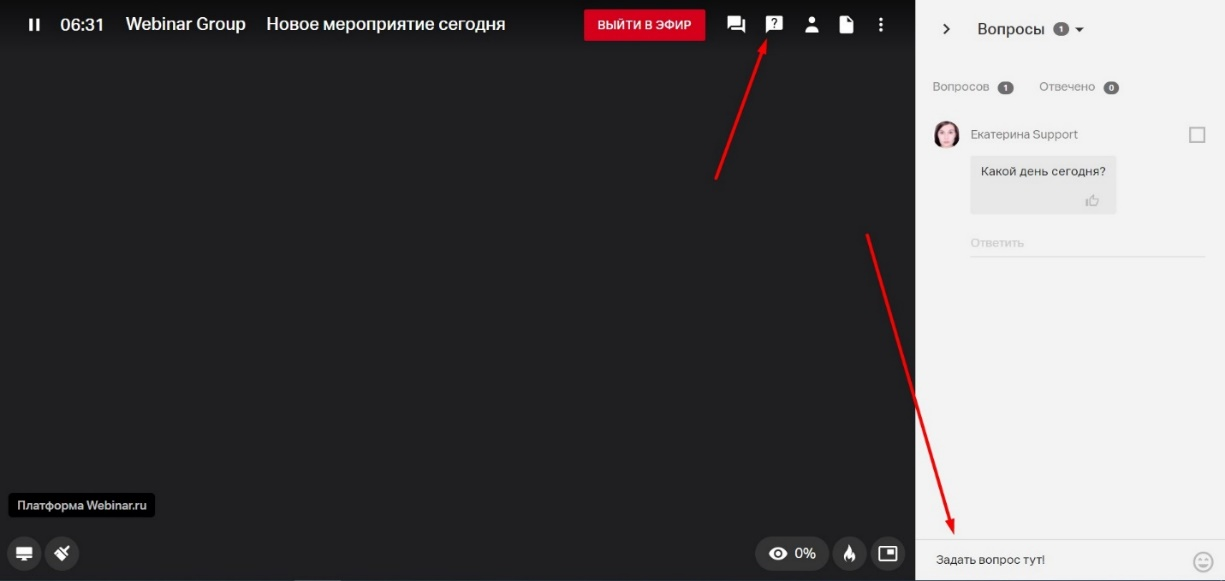 06:31 Webinar Group Новое мероприятие сегодня ВЫЙТИ В ЭФИР ?
Вопросы 1
Вопросов 1 Отвечено 0
Екатерина Support
Какой день сегодня?
Ответить
Платформа Webinar.ru
0%
Задать вопрос тут!